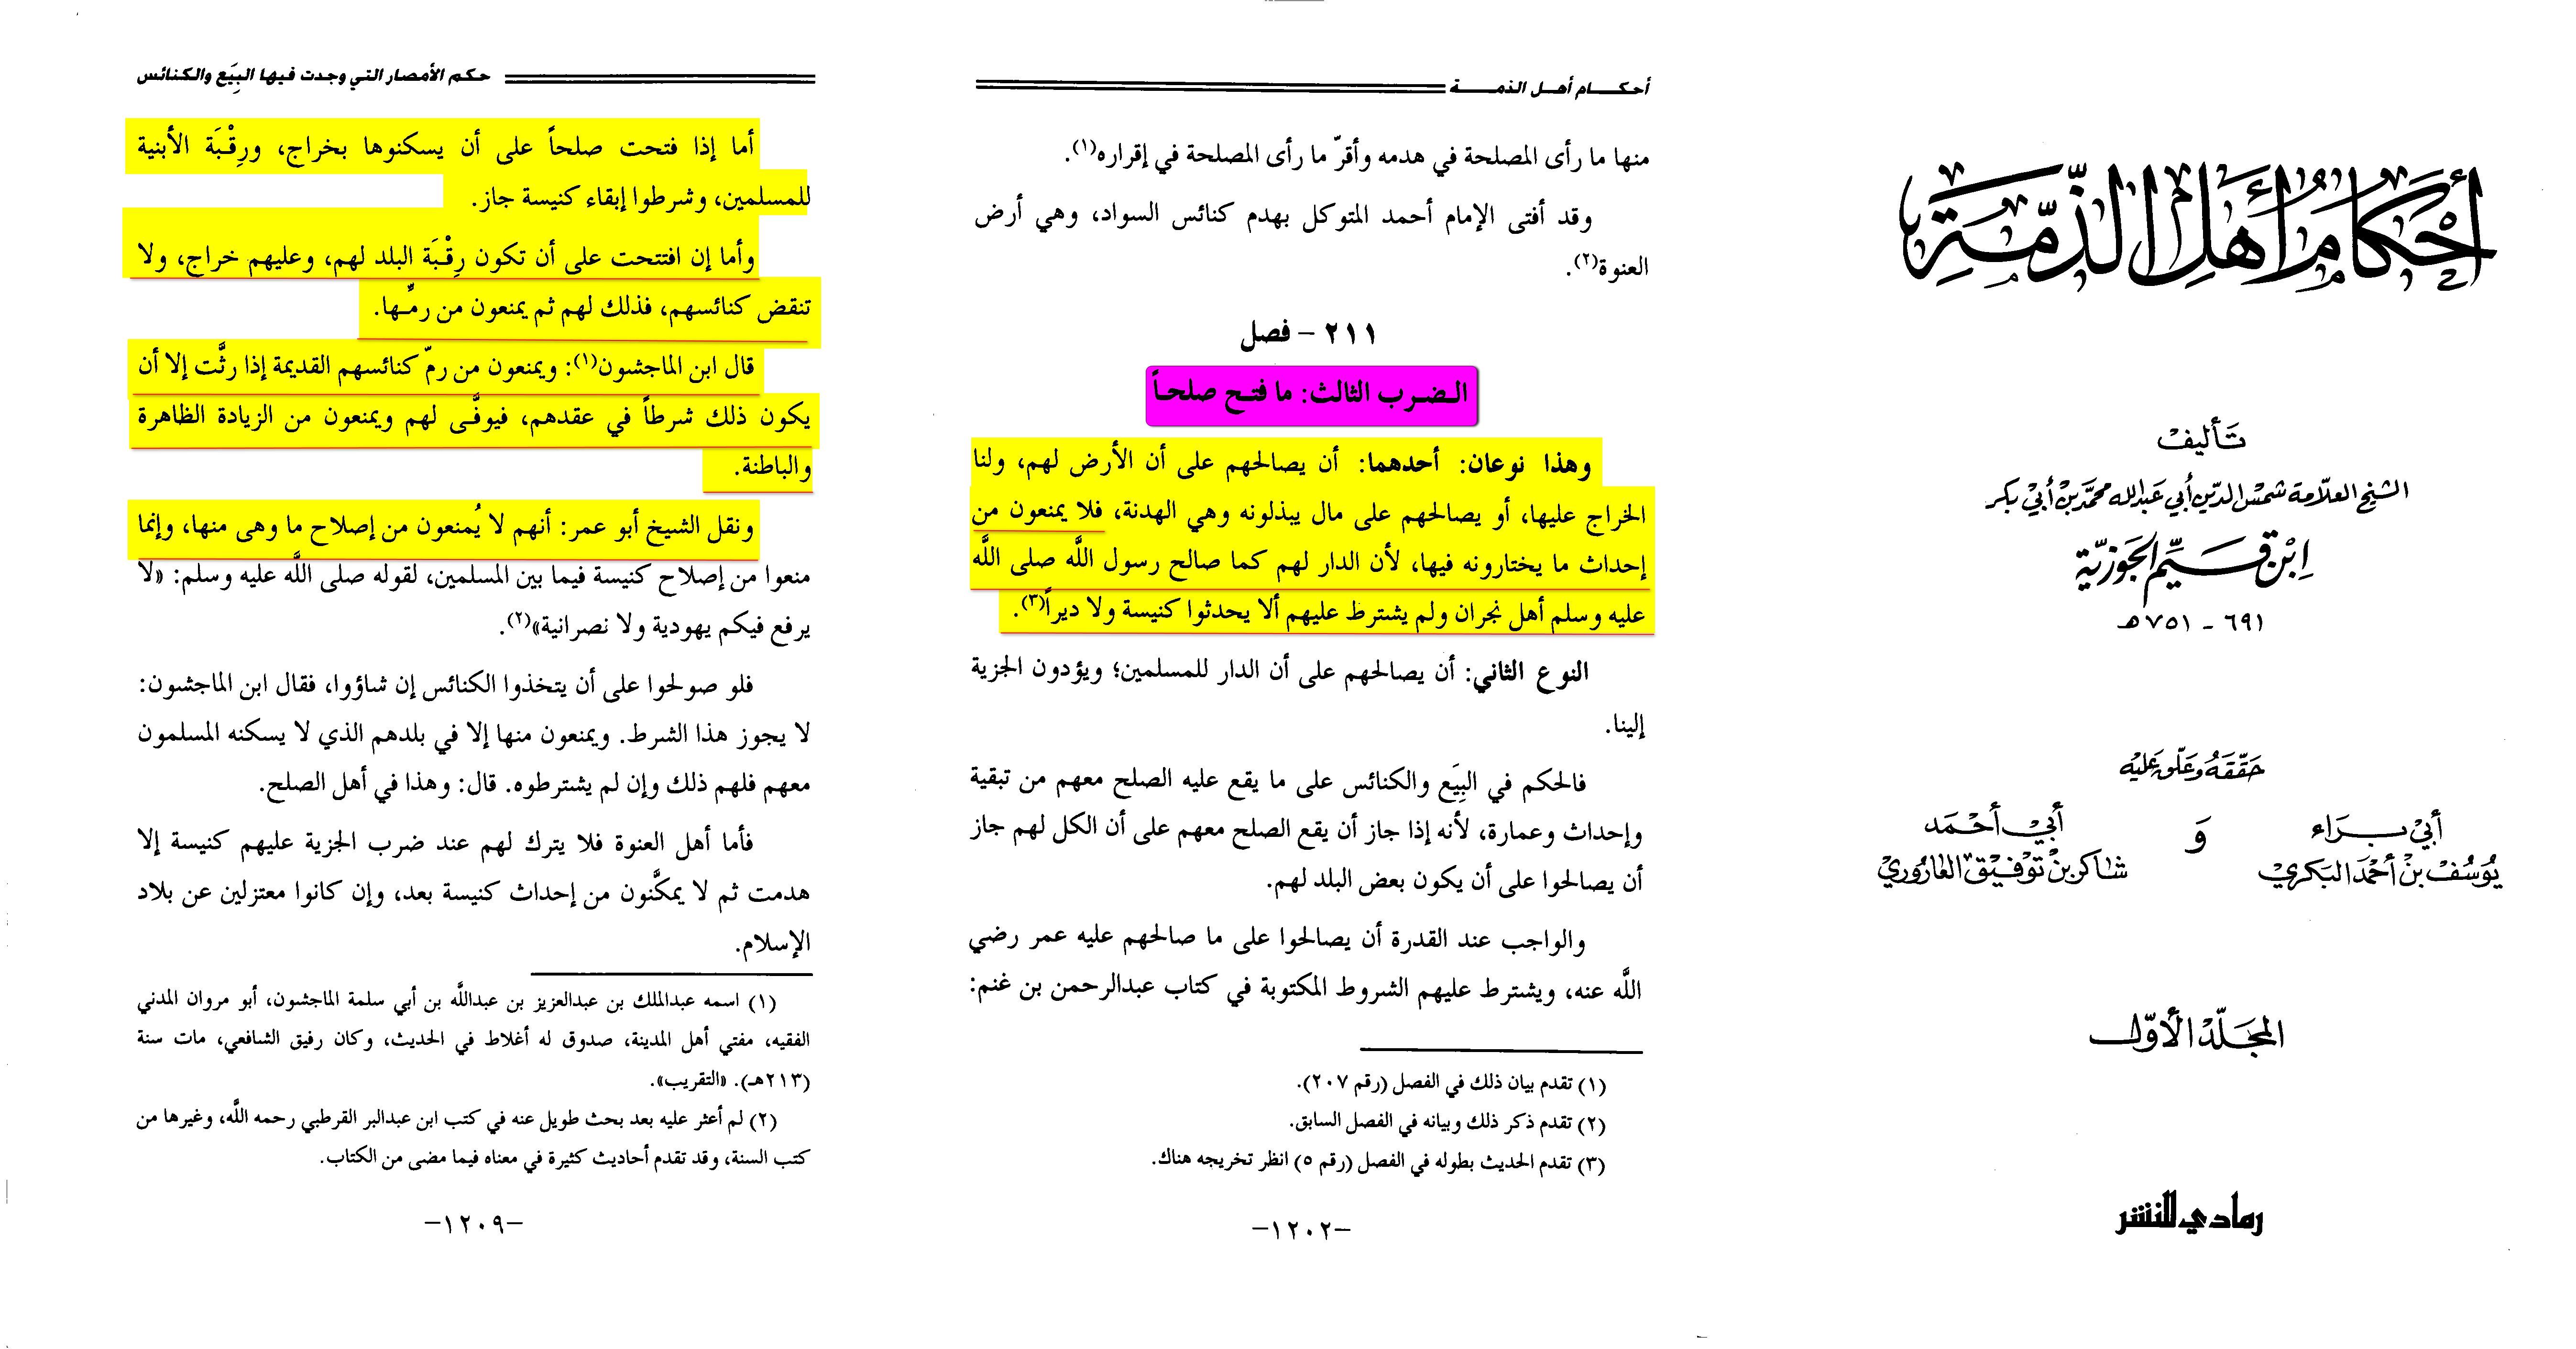 أحكام أهل الذمة
تأليف
الشيخ العلامة شمس الدين أبي عبدالله محمد بن أبي بكر
ابن قيم الجوزية
٦٩١ - ٧٥١ هـ
حققه وعلق عليه
أبي براء
يوسف بن أحمد البكري
و
أبي أحمد
شاكر بن توفيق العاروري
المجلد الأول
رمادي للنشر
أحكام أهل الذمة
منها ما رأى المصلحة في هدمه وأقرّ ما رأى المصلحة في إقراره(١).
وقد أفتى الإمام أحمد المتوكل بهدم كنائس السواد، وهي أرض
العنوة(٢).
٢١١ - فصل
الضرب الثالث: ما فتح صلحاً
وهذا نوعان: أحدهما: أن يصالحهم على أن الأرض لهم، ولنا
الخراج عليها، أو يصالحهم على مال يبذلونه وهي الهدنة، فلا يمنعون من
إحداث ما يختارونه فيها، لأن الدار لهم كما صالح رسول اللَّه صلى اللَّه
عليه وسلم أهل نجران ولم يشترط عليهم ألا يحدثوا كنيسة ولا ديراً(٣).
النوع الثاني: أن يصالحهم على أن الدار للمسلمين؛ ويؤدون الجزية
إلينا.
فالحكم في البِيَع والكنائس على ما يقع عليه الصلح معهم من تبقية
وإحداث وعمارة، لأنه إذا جاز أن يقع الصلح معهم على أن الكل لهم جاز
أن يصالحوا على أن يكون بعض البلد لهم.
والواجب عند القدرة أن يصالحوا على ما صالحهم عليه عمر رضي
اللَّه عنه، ويشترط عليهم الشروط المكتوبة في كتاب عبدالرحمن بن غنم:
(١) تقدم بيان ذلك في الفصل (رقم ٢٠٧).
(٢) تقدم ذكر ذلك وبيانه في الفصل السابق.
(٣) تقدم الحديث بطوله في الفصل (رقم ٥) انظر تخريجه هناك.
-١٢٠٢-
حكم الأمصار التي وجدت فيها البِيَع والكنائس
أما إذا فتحت صلحاً على أن يسكنوها بخراج، ورِقْبَة الأبنية
للمسلمين، وشرطوا إبقاء كنيسة جاز.
وأما إن افتتحت على أن تكون رِقْبَة البلد لهم، وعليهم خراج، ولا
تنقض كنائسهم، فذلك لهم ثم يمنعون من رمِّها.
قال ابن الماجشون(١): ويمنعون من رمّ كنائسهم القديمة إذا رثَّت إلا أن
يكون ذلك شرطاً في عقدهم، فيوفَّى لهم ويمنعون من الزيادة الظاهرة
والباطنة.
ونقل الشيخ أبو عمر: أنهم لا يُمنعون من إصلاح ما وهى منها، وإنما
منعوا من إصلاح كنيسة فيما بين المسلمين، لقوله صلى اللَّه عليه وسلم: «لا
يرفع فيكم يهودية ولا نصرانية»(٢).
فلو صولحوا على أن يتخذوا الكنائس إن شاؤوا، فقال ابن الماجشون:
لا يجوز هذا الشرط. ويمنعون منها إلا في بلدهم الذي لا يسكنه المسلمون
معهم فلهم ذلك وإن لم يشترطوه. قال: وهذا في أهل الصلح.
فأما أهل العنوة فلا يترك لهم عند ضرب الجزية عليهم كنيسة إلا
هدمت ثم لا يمكَّنون من إحداث كنيسة بعد، وإن كانوا معتزلين عن بلاد
الإسلام.
(١) اسمه عبدالملك بن عبدالعزيز بن عبداللَّه بن أبي سلمة الماجشون، أبو مروان المدني
الفقيه، مفتي أهل المدينة، صدوق له أغلاط في الحديث، وكان رفيق الشافعي، مات سنة
(٢١٣هـ). «التقريب».
(٢) لم أعثر عليه بعد بحث طويل عنه في كتب ابن عبدالبر القرطبي رحمه اللَّه، وغيرها من
كتب السنة، وقد تقدم أحاديث كثيرة في معناه فيما مضى من الكتاب.
-١٢٠٩-